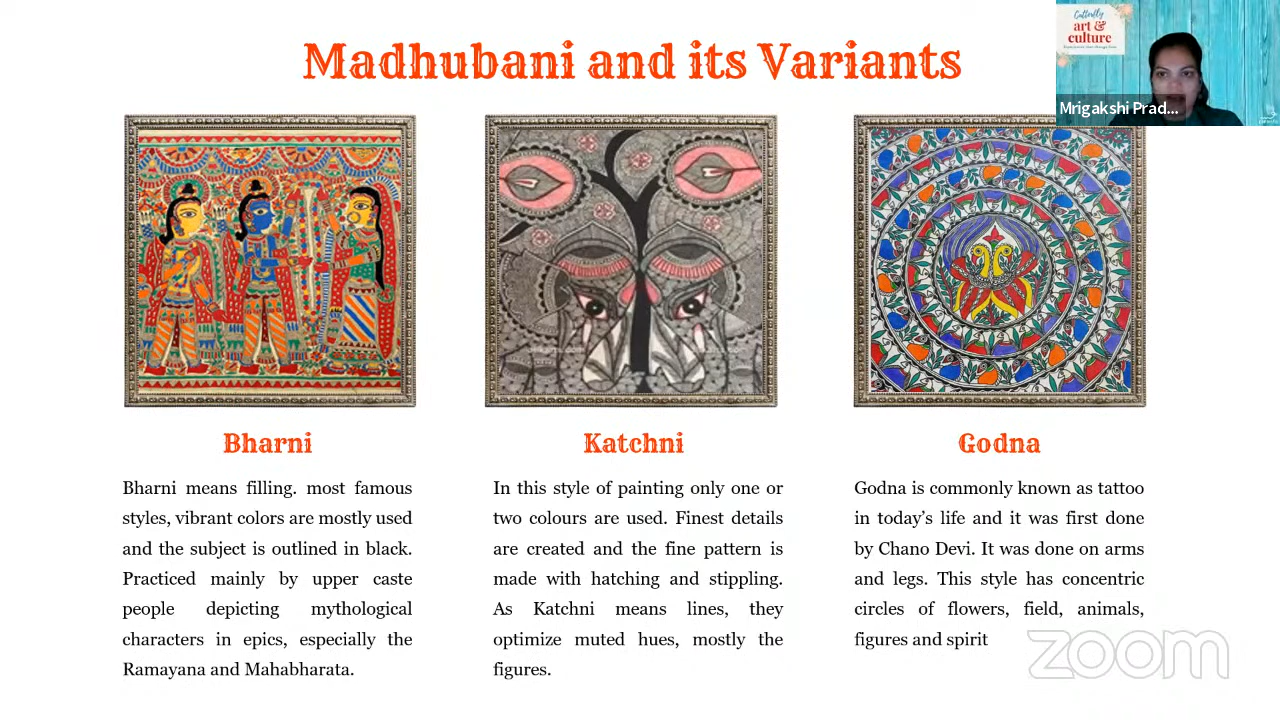 Madhubani and its Variants
Butterfly
art &
culture
Mrigakshi Prad...
Bharni
Bharni means filling. most famous
styles, vibrant colors are mostly used
and the subject is outlined in black.
Practiced mainly by upper caste
people depicting mythological
characters in epics, especially the
Ramayana and Mahabharata.
Katchni
In this style of painting only one or
two colours are used. Finest details
are created and the fine pattern is
made with hatching and stippling.
As Katchni means lines, they
optimize muted hues, mostly the
figures.
Godna
Godna is commonly known as tattoo
in today's life and it was first done
by Chano Devi. It was done on arms
and legs. This style has concentric
circles of flowers, field, animals,
figures and spirit
zoom